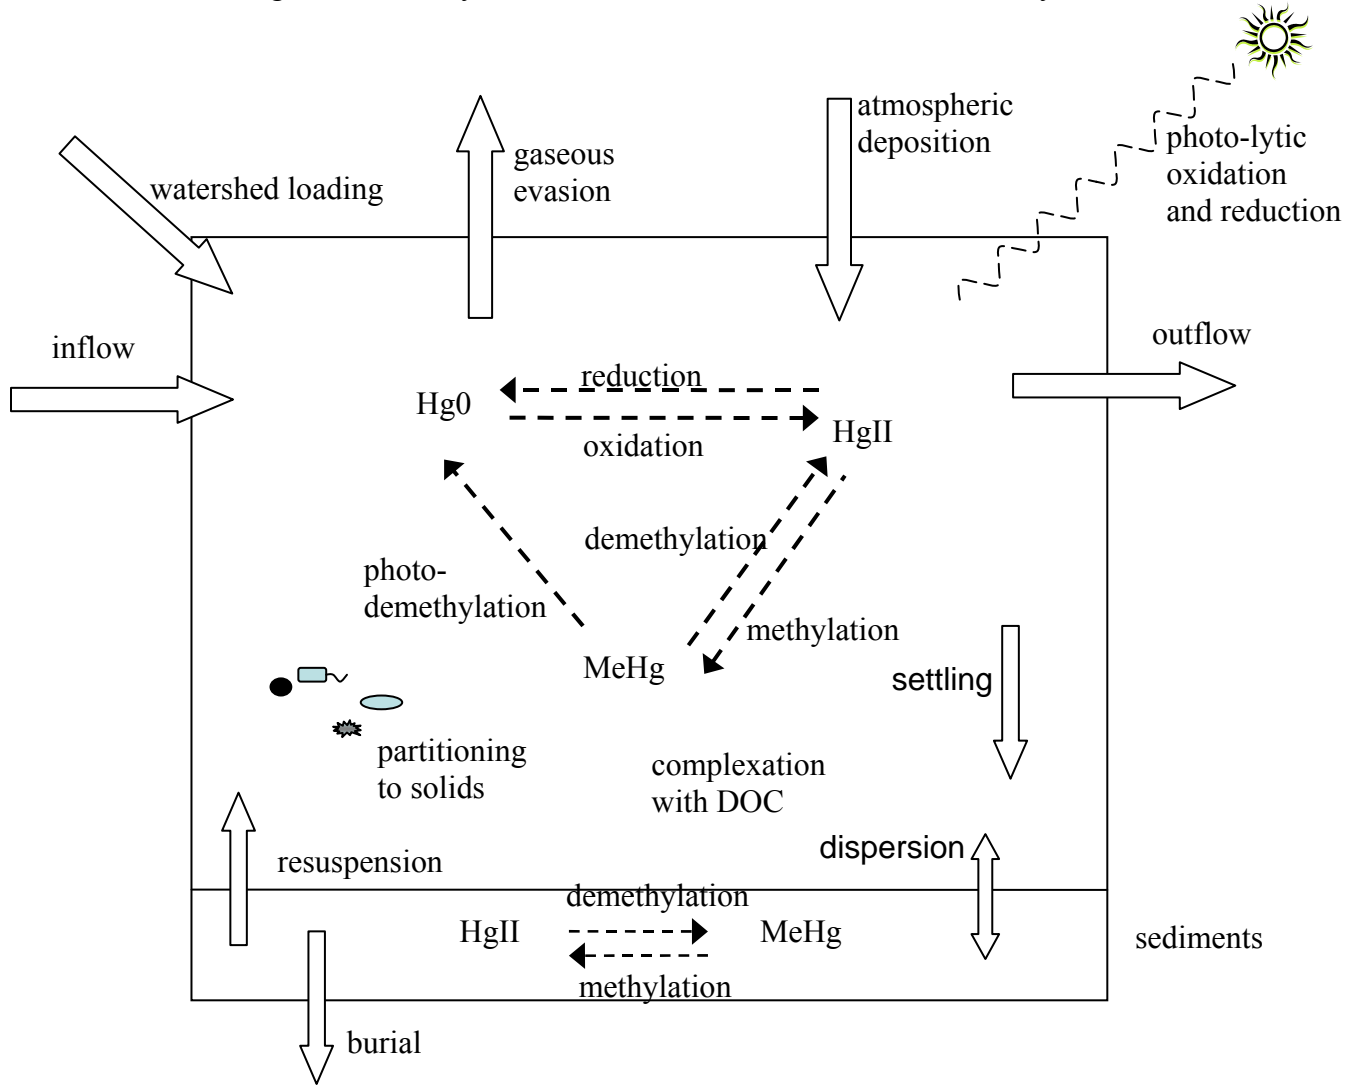 atmospheric
deposition
photo-lytic
oxidation
and reduction
gaseous
evasion
watershed loading
inflow
outflow
reduction
Hg0
oxidation
HgII
demethylation
photo-
demethylation
methylation
MeHg
settling
partitioning
to solids
complexation
with DOC
dispersion
resuspension
demethylation
HgII
MeHg
sediments
methylation
burial